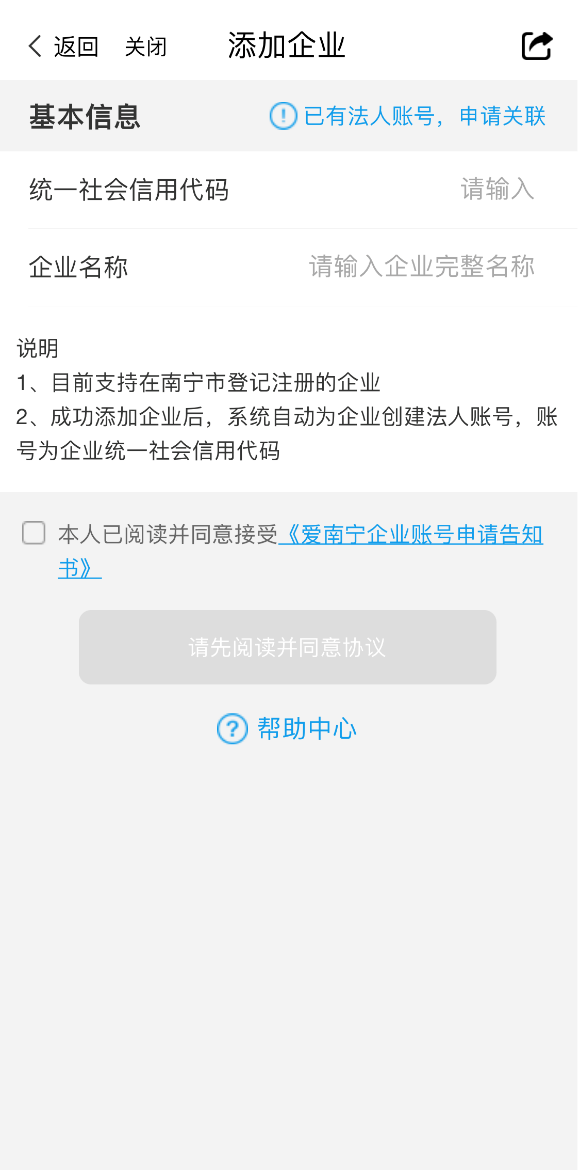 返回 关闭 添加企业
基本信息 已有法人账号，申请关联
统一社会信用代码 请输入
企业名称 请输入企业完整名称
说明
1、目前支持在南宁市登记注册的企业
2、成功添加企业后，系统自动为企业创建法人账号，账
号为企业统一社会信用代码
本人已阅读并同意接受《爱南宁企业账号申请告知
书》
请先阅读并同意协议
帮助中心